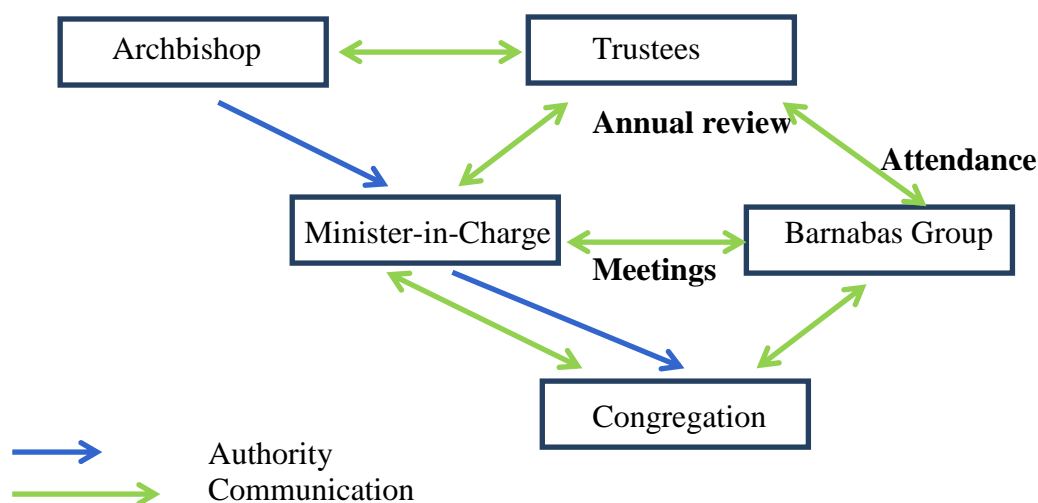 Archbishop
Trustees
Annual review
Attendance
Minister-in-Charge
Barnabas Group
Meetings
Congregation
Authority
Communication